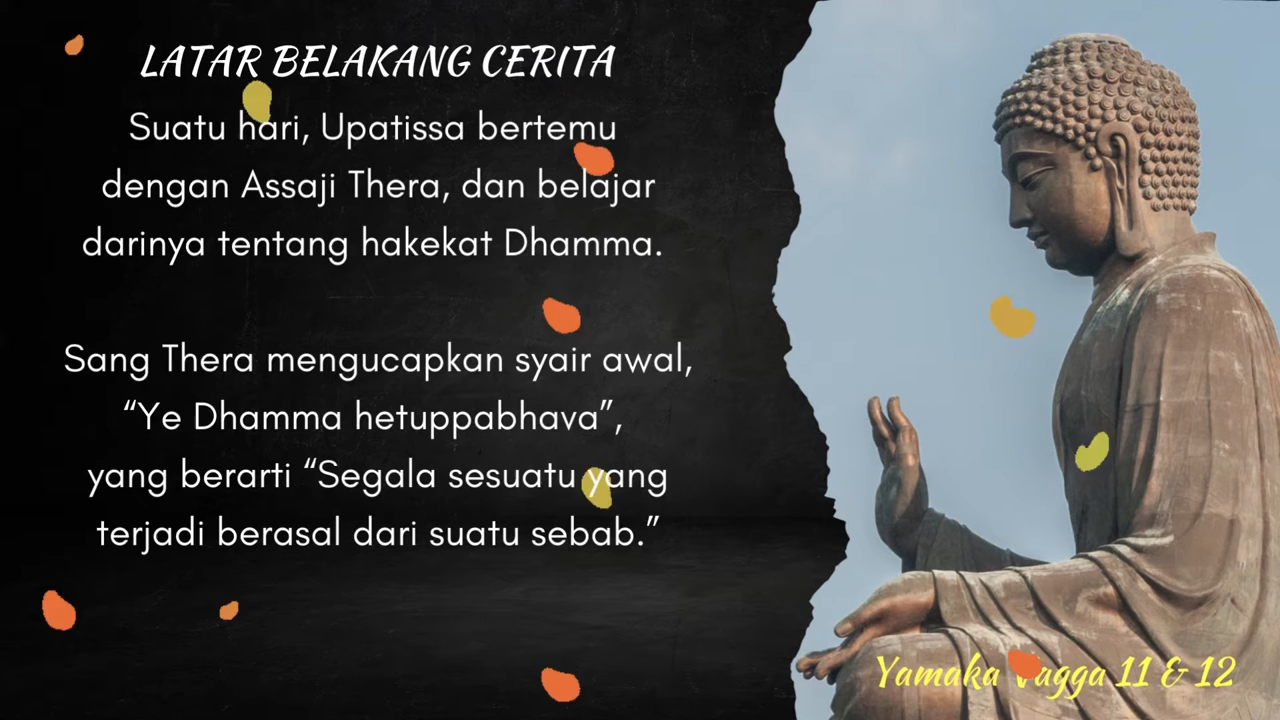 LATAR BELAKANG CERITA
Suatu hari, Upatissa bertemu
dengan Assaji Thera, dan belajar
darinya tentang hakekat Dhamma.
Sang Thera mengucapkan syair awal,
“Ye Dhamma hetuppabhava”,
yang berarti “Segala sesuatu yang
terjadi berasal dari suatu sebab.”
Yamaka Vagga 11 & 12